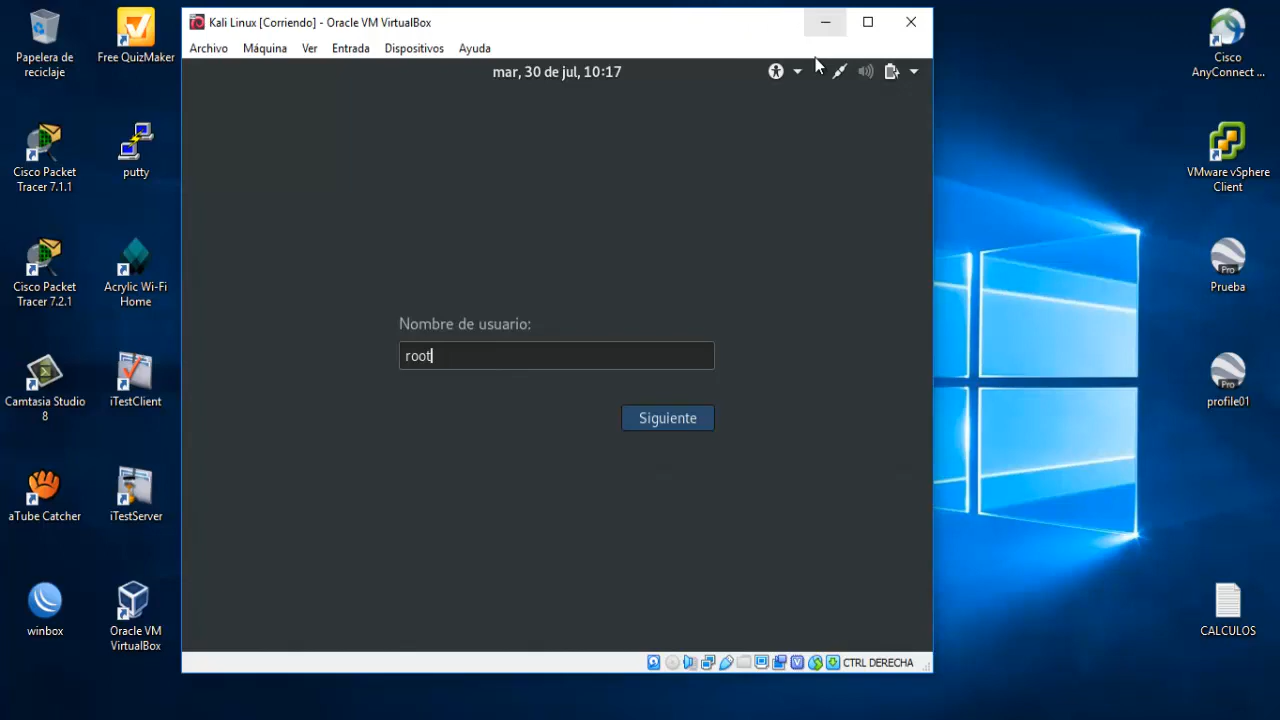 Kali Linux [Corriendo] - Oracle VM VirtualBox
Archivo Máquina Ver Entrada Dispositivos Ayuda
mar, 30 de jul, 10:17
Nombre de usuario:
root
Siguiente
CTRL DERECHA
Papelera de
reciclaje
Free QuizMaker
Cisco Packet
Tracer 7.1.1
putty
Cisco Packet
Tracer 7.2.1
Acrylic Wi-Fi
Home
Camtasia Studio
8
iTestClient
aTube Catcher
iTestServer
winbox
Oracle VM
VirtualBox
Cisco
AnyConnect ...
VMware vSphere
Client
Pro
Prueba
Pro
profile01
CALCULOS